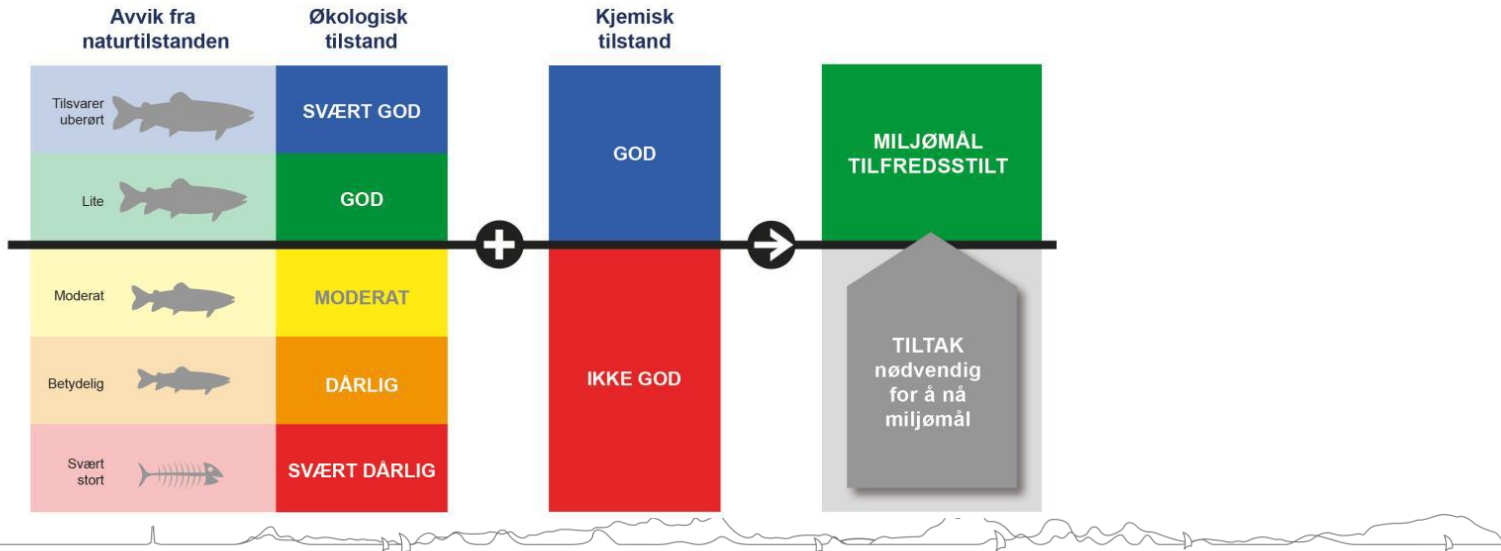 Avvik fra
naturtilstanden
Økologisk
tilstand
Kjemisk
tilstand
Tilsvarer
uberørt
SVÆRT GOD
GOD
MILJØMÅL
TILFREDSSTILT
Lite
GOD
Moderat
MODERAT
Betydelig
DÅRLIG
IKKE GOD
TILTAK
nødvendig
for å nå
miljømål
Svært
stort
SVÆRT DÅRLIG